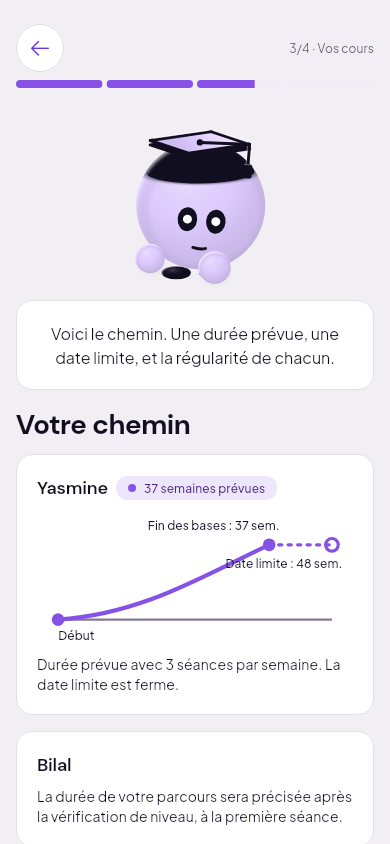 3/4 · Vos cours
Voici le chemin. Une durée prévue, une
date limite, et la régularité de chacun.
Votre chemin
Yasmine
37 semaines prévues
Fin des bases : 37 sem.
Date limite : 48 sem.
Début
Durée prévue avec 3 séances par semaine. La
date limite est ferme.
Bilal
La durée de votre parcours sera précisée après
la vérification de niveau, à la première séance.